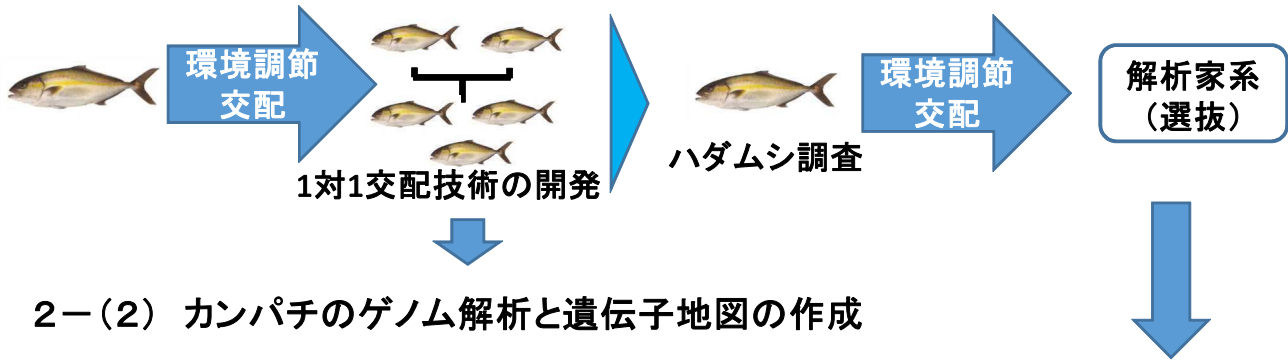 環境調節
交配
1対1交配技術の開発
ハダムシ調査
環境調節
交配
解析家系
（選抜）
２－（２） カンパチのゲノム解析と遺伝子地図の作成